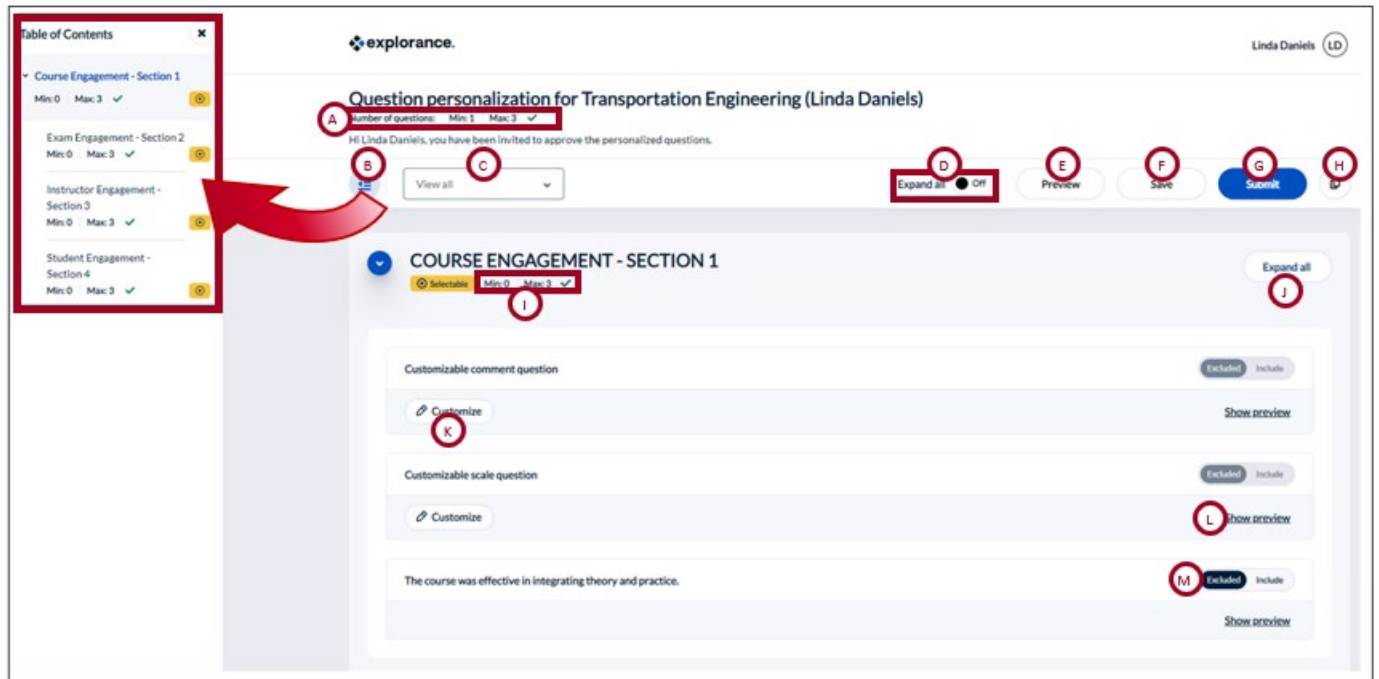 Table of Contents
Course Engagement - Section 1
Min: 0 Max: 3
Exam Engagement - Section 2
Min: 0 Max: 3
Instructor Engagement -
Section 3
Min: 0 Max: 3
Student Engagement -
Section 4
Min: 0 Max: 3
explorance.
Linda Daniels LD
Question personalization for Transportation Engineering (Linda Daniels)
A Number of questions: Min: 1 Max: 3
Hi Linda Daniels, you have been invited to approve the personalized questions.
B C D E F G H
View all Expand all Off Preview Save Submit
COURSE ENGAGEMENT - SECTION 1
Expand all
Selectable Min: 0 Max: 3
I J
Customizable comment question Excluded Include
Customize Show preview
K
Customizable scale question Excluded Include
Customize L Show preview
The course was effective in integrating theory and practice. M Excluded Include
Show preview